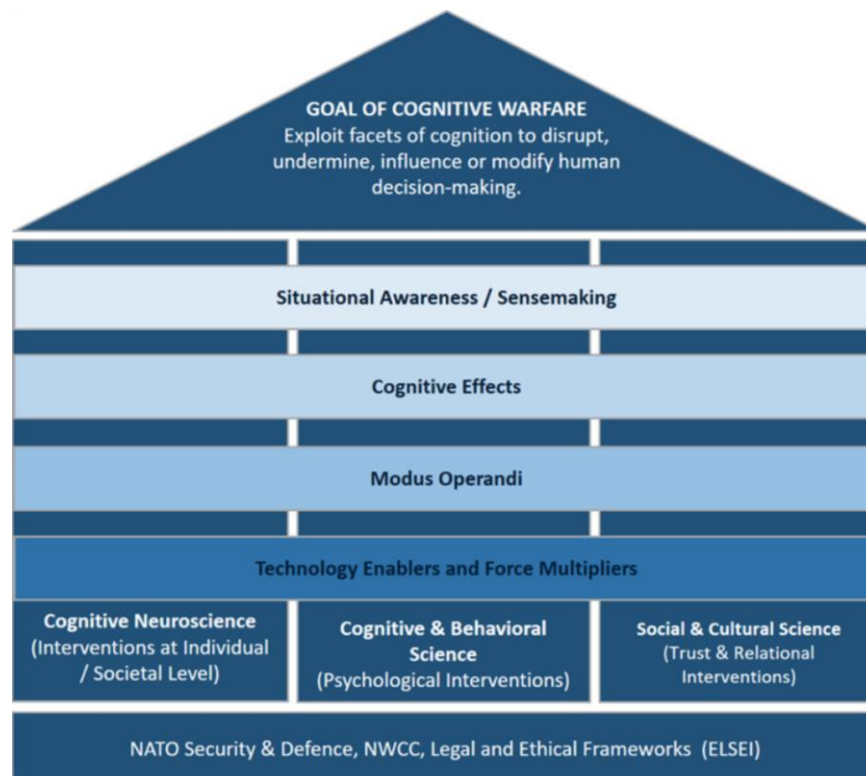 GOAL OF COGNITIVE WARFARE
Exploit facets of cognition to disrupt,
undermine, influence or modify human
decision-making.
Situational Awareness / Sensemaking
Cognitive Effects
Modus Operandi
Technology Enablers and Force Multipliers
Cognitive Neuroscience
(Interventions at Individual
/ Societal Level)
Cognitive & Behavioral
Science
(Psychological Interventions)
Social & Cultural Science
(Trust & Relational
Interventions)
NATO Security & Defence, NWCC, Legal and Ethical Frameworks (ELSEI)